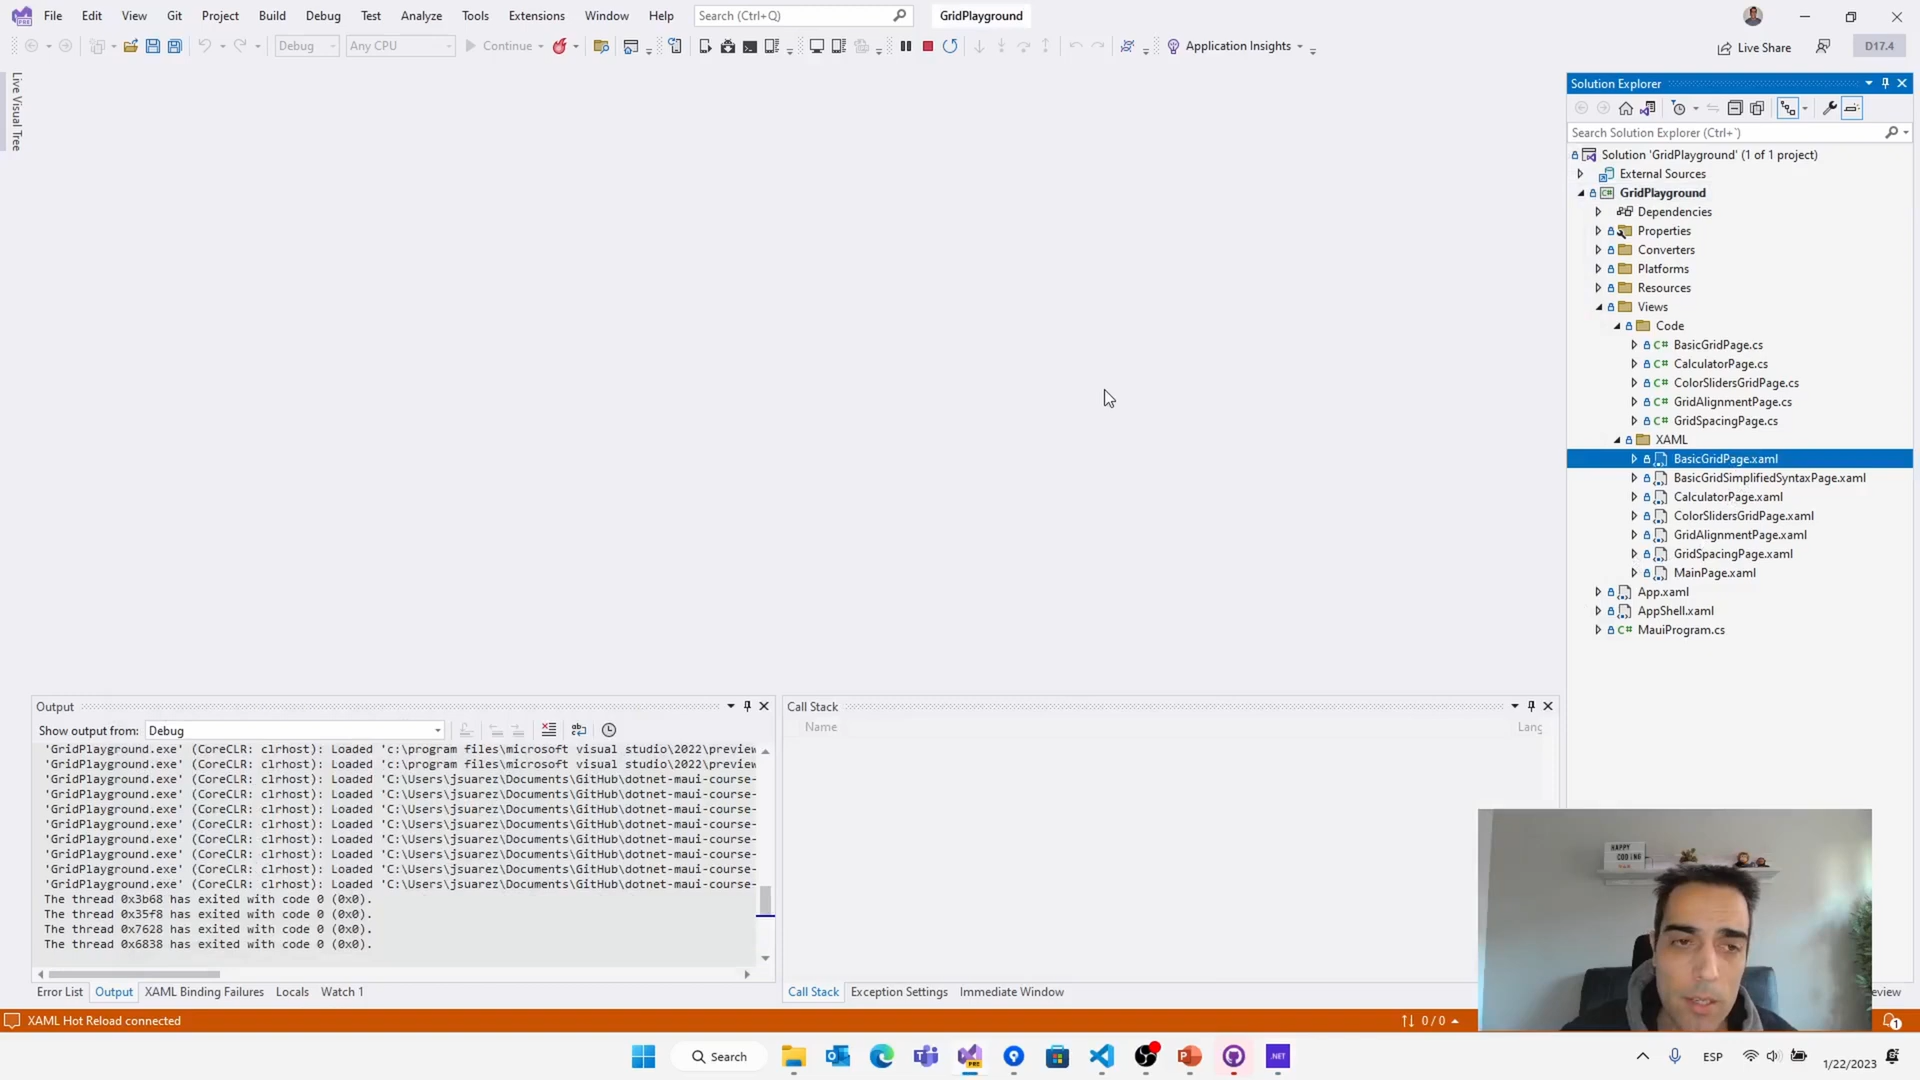 File Edit View Git Project Build Debug Test Analyze Tools Extensions Window Help Search (Ctrl+Q) GridPlayground
Debug Any CPU Continue Application Insights Live Share D17.4
Live Visual Tree
Solution Explorer
Search Solution Explorer (Ctrl+`)
Solution 'GridPlayground' (1 of 1 project)
External Sources
GridPlayground
Dependencies
Properties
Converters
Platforms
Resources
Views
Code
BasicGridPage.cs
CalculatorPage.cs
ColorSlidersGridPage.cs
GridAlignmentPage.cs
GridSpacingPage.cs
XAML
BasicGridPage.xaml
BasicGridSimplifiedSyntaxPage.xaml
CalculatorPage.xaml
ColorSlidersGridPage.xaml
GridAlignmentPage.xaml
GridSpacingPage.xaml
MainPage.xaml
App.xaml
AppShell.xaml
MauiProgram.cs
Output
Show output from: Debug
'GridPlayground.exe' (CoreCLR: clrhost): Loaded 'c:\program files\microsoft visual studio\2022\preview
'GridPlayground.exe' (CoreCLR: clrhost): Loaded 'c:\program files\microsoft visual studio\2022\preview
'GridPlayground.exe' (CoreCLR: clrhost): Loaded 'C:\Users\jsuarez\Documents\GitHub\dotnet-maui-course-
'GridPlayground.exe' (CoreCLR: clrhost): Loaded 'C:\Users\jsuarez\Documents\GitHub\dotnet-maui-course-
'GridPlayground.exe' (CoreCLR: clrhost): Loaded 'C:\Users\jsuarez\Documents\GitHub\dotnet-maui-course-
'GridPlayground.exe' (CoreCLR: clrhost): Loaded 'C:\Users\jsuarez\Documents\GitHub\dotnet-maui-course-
'GridPlayground.exe' (CoreCLR: clrhost): Loaded 'C:\Users\jsuarez\Documents\GitHub\dotnet-maui-course-
'GridPlayground.exe' (CoreCLR: clrhost): Loaded 'C:\Users\jsuarez\Documents\GitHub\dotnet-maui-course-
'GridPlayground.exe' (CoreCLR: clrhost): Loaded 'C:\Users\jsuarez\Documents\GitHub\dotnet-maui-course-
'GridPlayground.exe' (CoreCLR: clrhost): Loaded 'C:\Users\jsuarez\Documents\GitHub\dotnet-maui-course-
The thread 0x3b68 has exited with code 0 (0x0).
The thread 0x35f8 has exited with code 0 (0x0).
The thread 0x7628 has exited with code 0 (0x0).
The thread 0x6838 has exited with code 0 (0x0).
Call Stack
Name Lang
HAPPY
CODING
Error List Output XAML Binding Failures Locals Watch 1
Call Stack Exception Settings Immediate Window
eview
XAML Hot Reload connected 0 / 0 1
Search PRE .NET ESP 1/22/2023